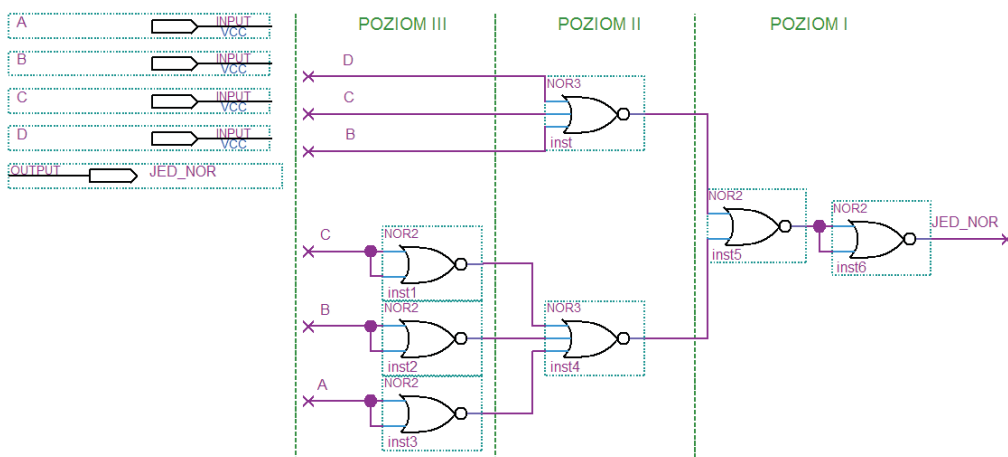 POZIOM III
POZIOM II
POZIOM I
A
INPUT
VCC
B
INPUT
VCC
C
INPUT
VCC
D
INPUT
VCC
OUTPUT
JED_NOR
D
C
B
NOR3
inst
C
NOR2
inst1
B
NOR2
inst2
A
NOR2
inst3
NOR3
inst4
NOR2
inst5
NOR2
inst6
JED_NOR